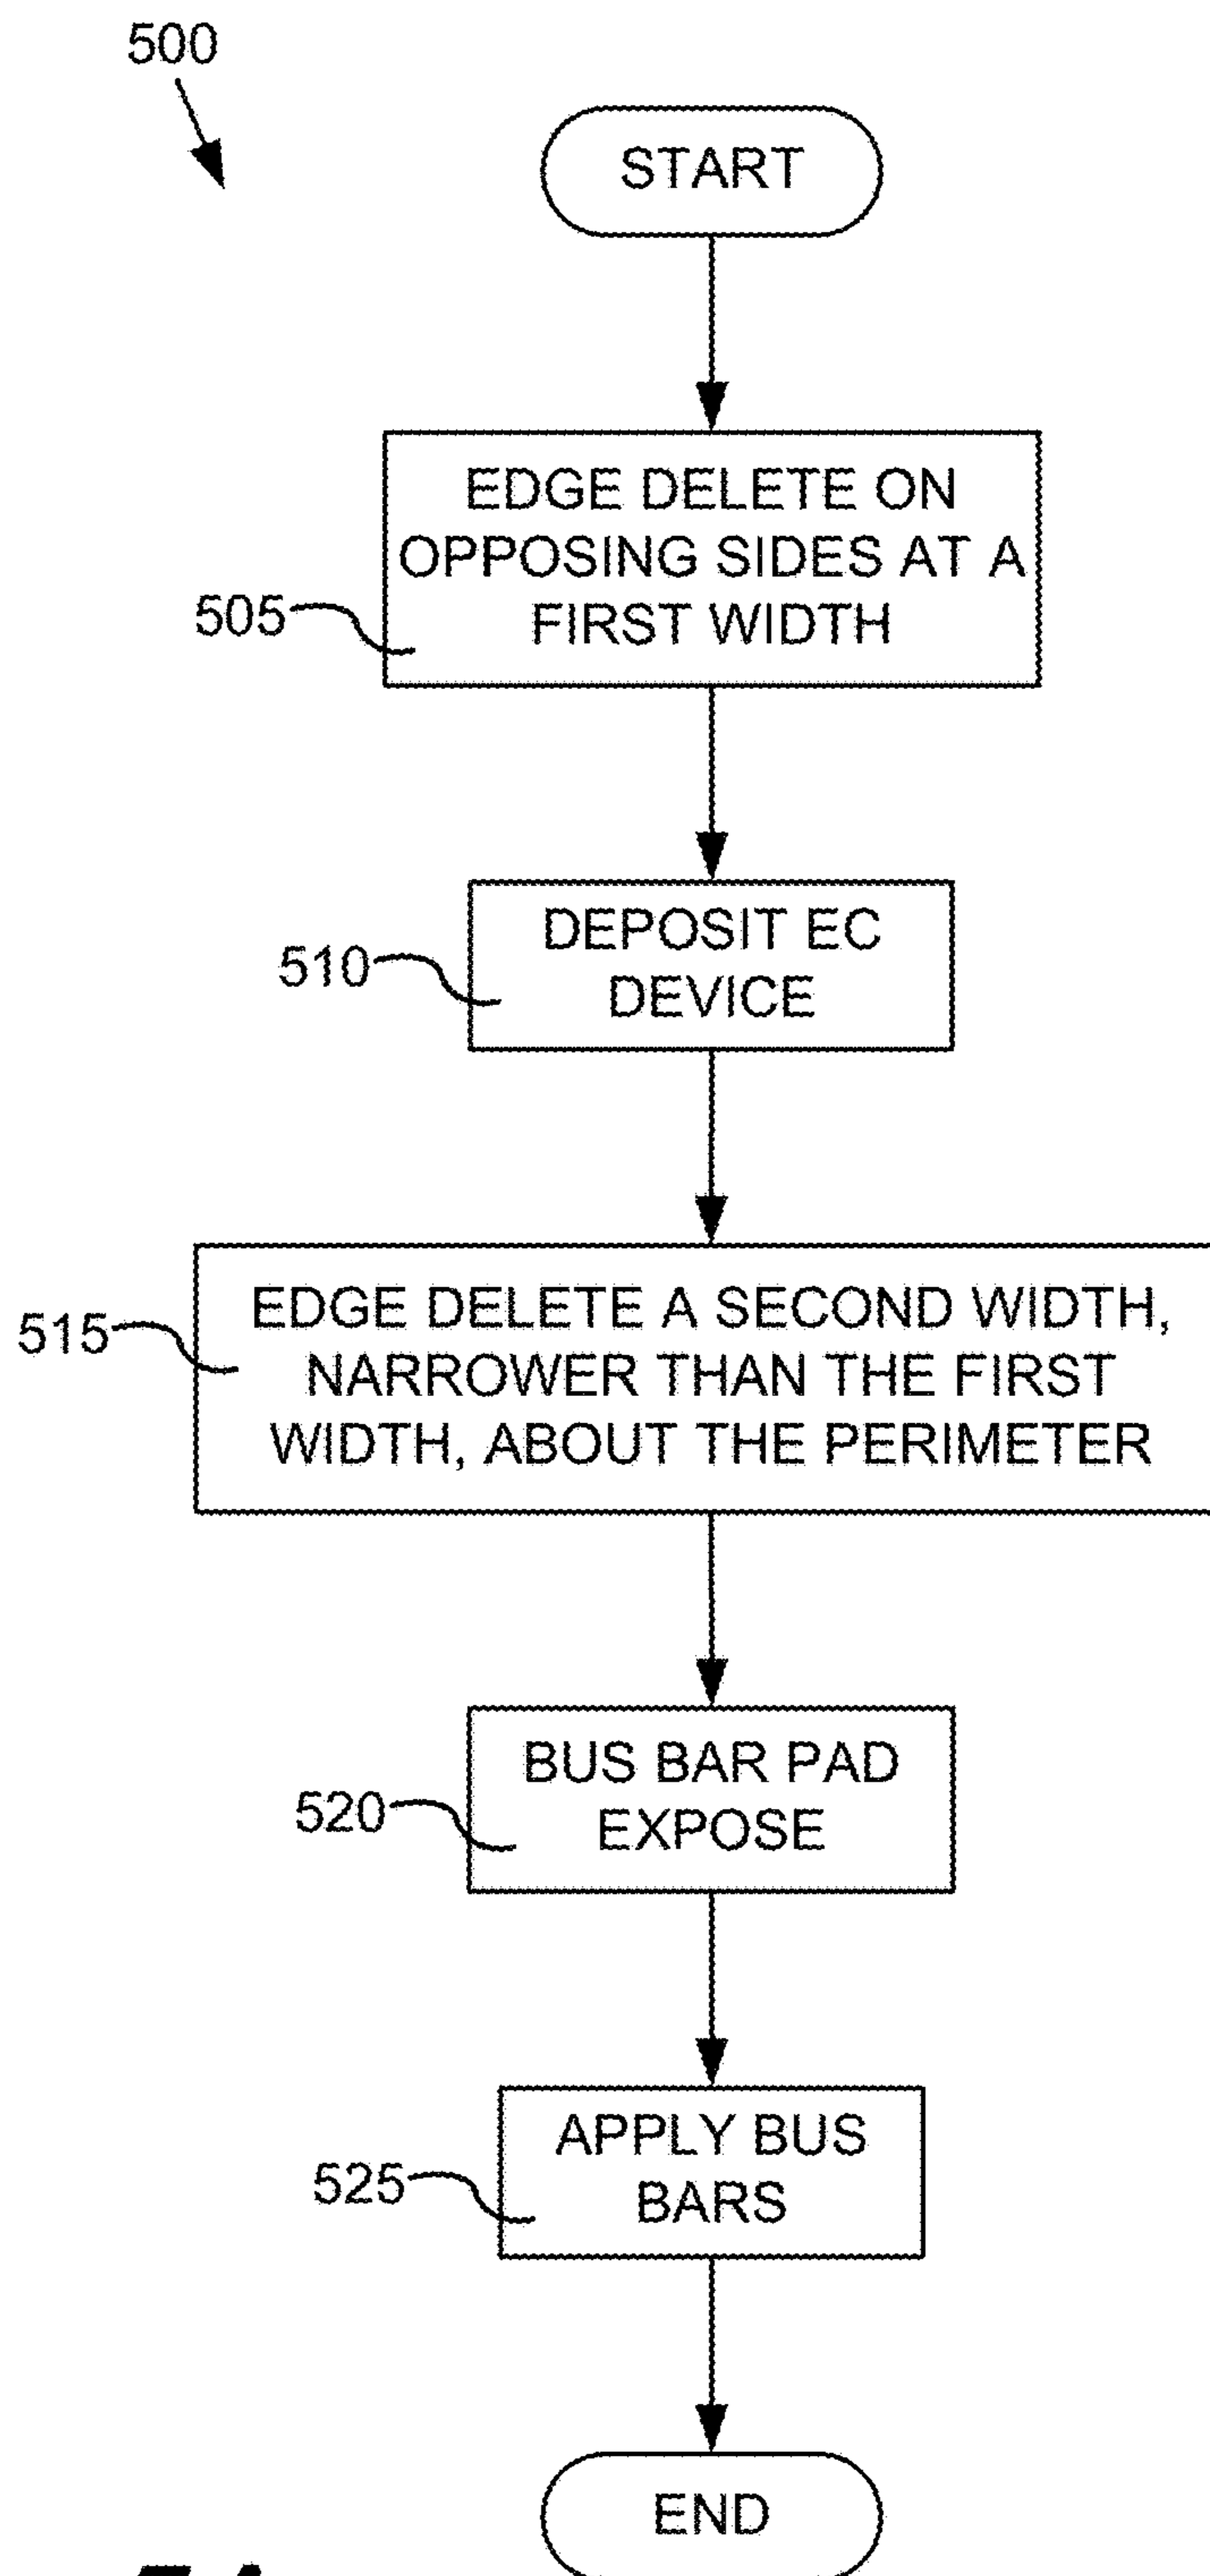 500
START
EDGE DELETE ON
OPPOSING SIDES AT A
FIRST WIDTH
505
DEPOSIT EC
DEVICE
510
EDGE DELETE A SECOND WIDTH,
NARROWER THAN THE FIRST
WIDTH, ABOUT THE PERIMETER
515
BUS BAR PAD
EXPOSE
520
APPLY BUS
BARS
525
END